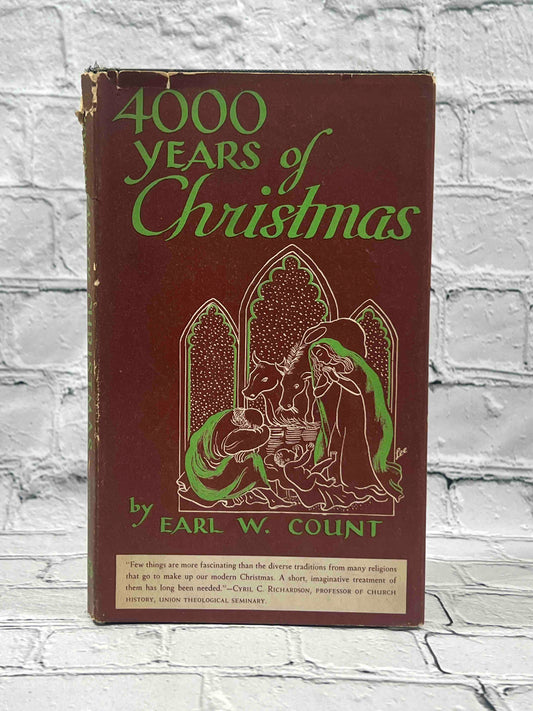 4000
YEARS of
Christmas
by EARL W. COUNT
"Few things are more fascinating than the diverse traditions from many religions
that go to make up our modern Christmas. A short, imaginative treatment of
them has long been needed."—CYRIL C. RICHARDSON, PROFESSOR OF CHURCH
HISTORY, UNION THEOLOGICAL SEMINARY.